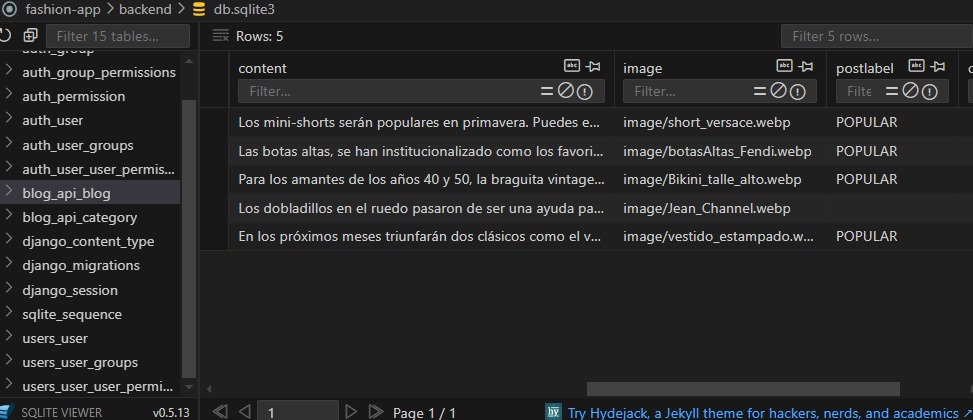 fashion-app > backend > db.sqlite3
Filter 15 tables...
Rows: 5
Filter 5 rows...
auth_group
auth_group_permissions
auth_permission
auth_user
auth_user_groups
auth_user_user_permis...
blog_api_blog
blog_api_category
django_content_type
django_migrations
django_session
sqlite_sequence
users_user
users_user_groups
users_user_user_permi...
content image postlabel
Filter... Filter... Filte
Los mini-shorts serán populares en primavera. Puedes e... image/short_versace.webp POPULAR
Las botas altas, se han institucionalizado como los favori... image/botasAltas_Fendi.webp POPULAR
Para los amantes de los años 40 y 50, la braguita vintage... image/Bikini_talle_alto.webp POPULAR
Los dobladillos en el ruedo pasaron de ser una ayuda pa... image/Jean_Channel.webp
En los próximos meses triunfarán dos clásicos como el v... image/vestido_estampado.w... POPULAR
SQLITE VIEWER v0.5.13
1 Page 1 / 1
hy Try Hydejack, a Jekyll theme for hackers, nerds, and academics